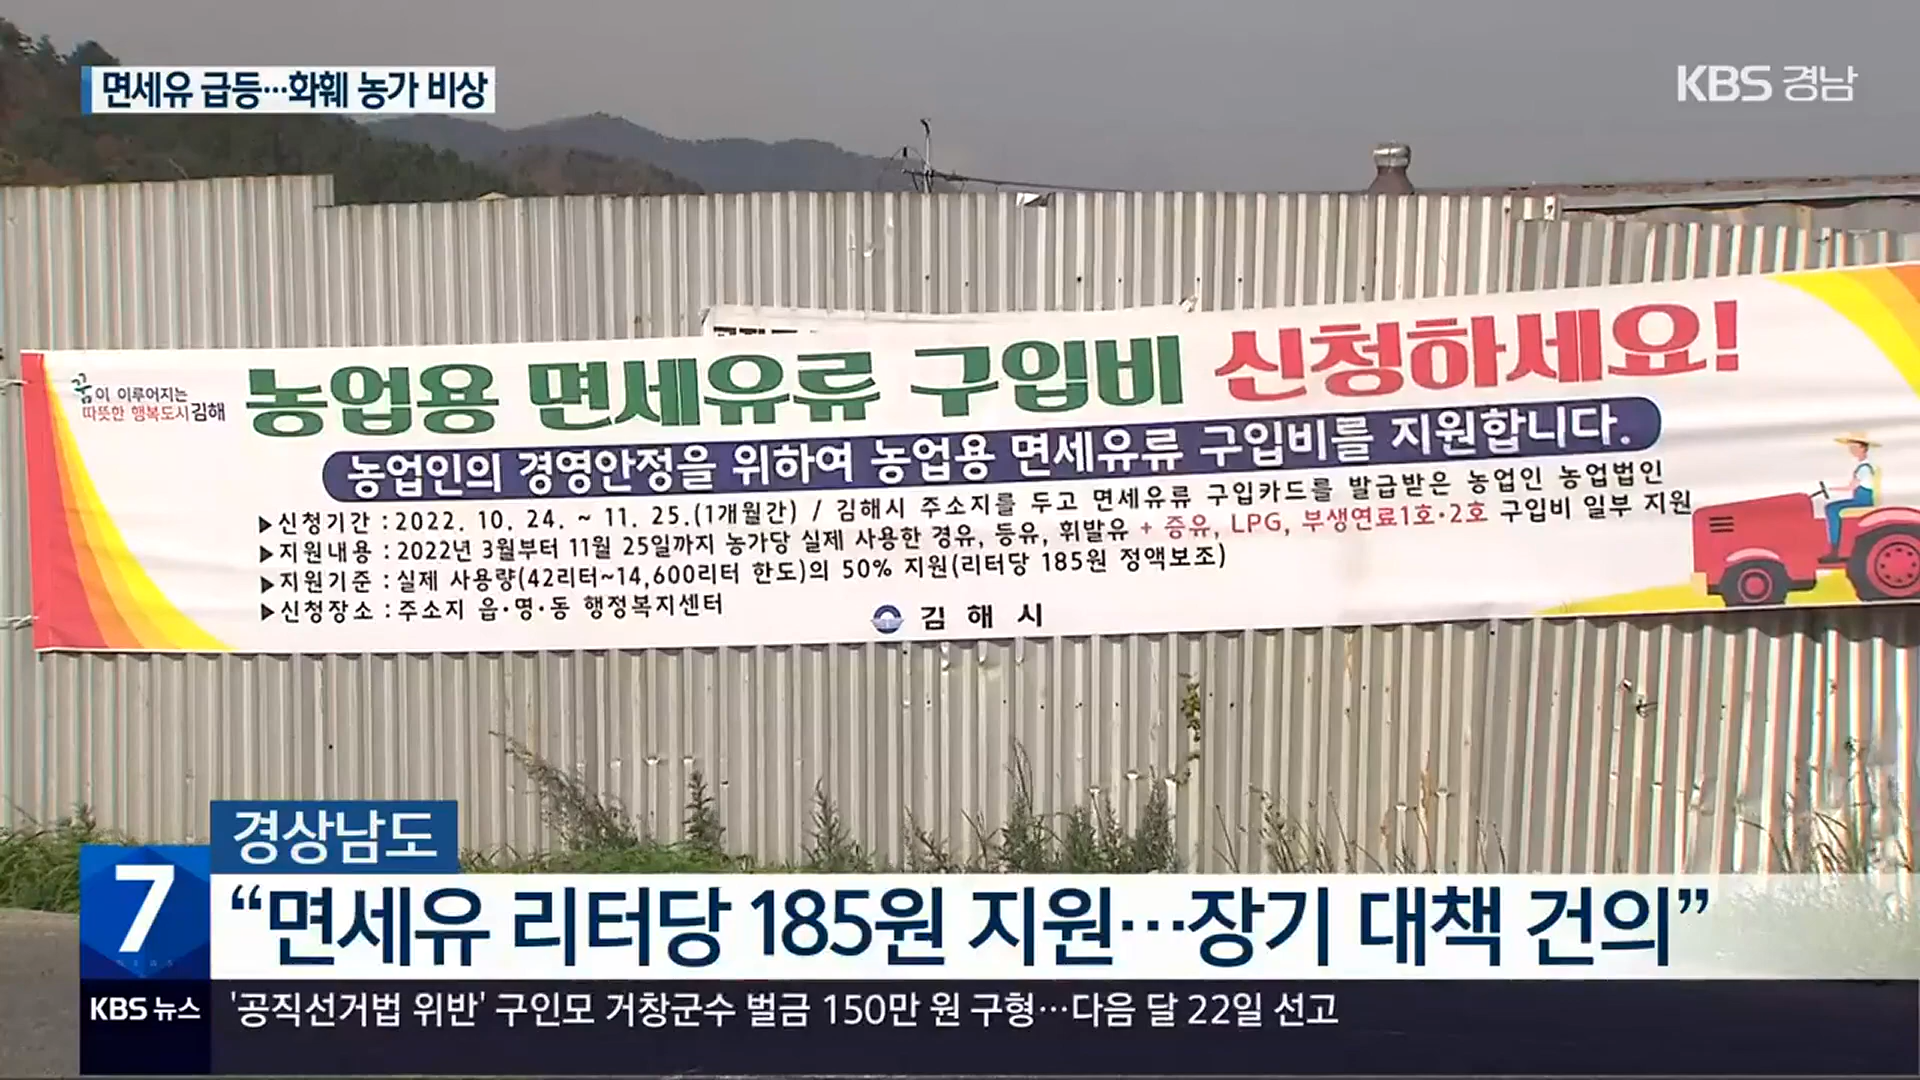 면세유 급등…화훼 농가 비상
KBS 경남
꿈이 이루어지는
따뜻한 행복도시 김해
농업용 면세유류 구입비 신청하세요!
농업인의 경영안정을 위하여 농업용 면세유류 구입비를 지원합니다.
▶신청기간 : 2022. 10. 24. ~ 11. 25.(1개월간) / 김해시 주소지를 두고 면세유류 구입카드를 발급받은 농업인 농업법인
▶지원내용 : 2022년 3월부터 11월 25일까지 농가당 실제 사용한 경유, 등유, 휘발유 + 중유, LPG, 부생연료1호·2호 구입비 일부 지원
▶지원기준 : 실제 사용량(42리터~14,600리터 한도)의 50% 지원(리터당 185원 정액보조)
▶신청장소 : 주소지 읍·면·동 행정복지센터
김해시
경상남도
7
“면세유 리터당 185원 지원…장기 대책 건의”
KBS 뉴스
'공직선거법 위반' 구인모 거창군수 벌금 150만 원 구형…다음 달 22일 선고